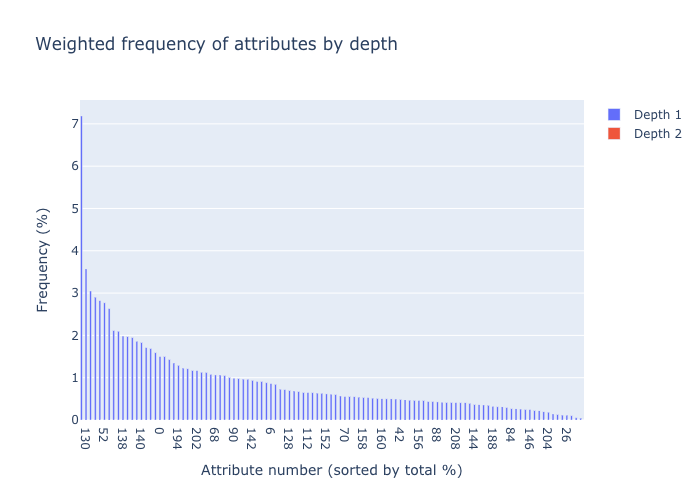 Weighted frequency of attributes by depth
Depth 1
Depth 2
Frequency (%)
7
6
5
4
3
2
1
0
130 52 138 140 0 194 202 68 90 142 6 128 112 152 70 158 160 42 156 88 208 144 188 84 146 204 26
Attribute number (sorted by total %)